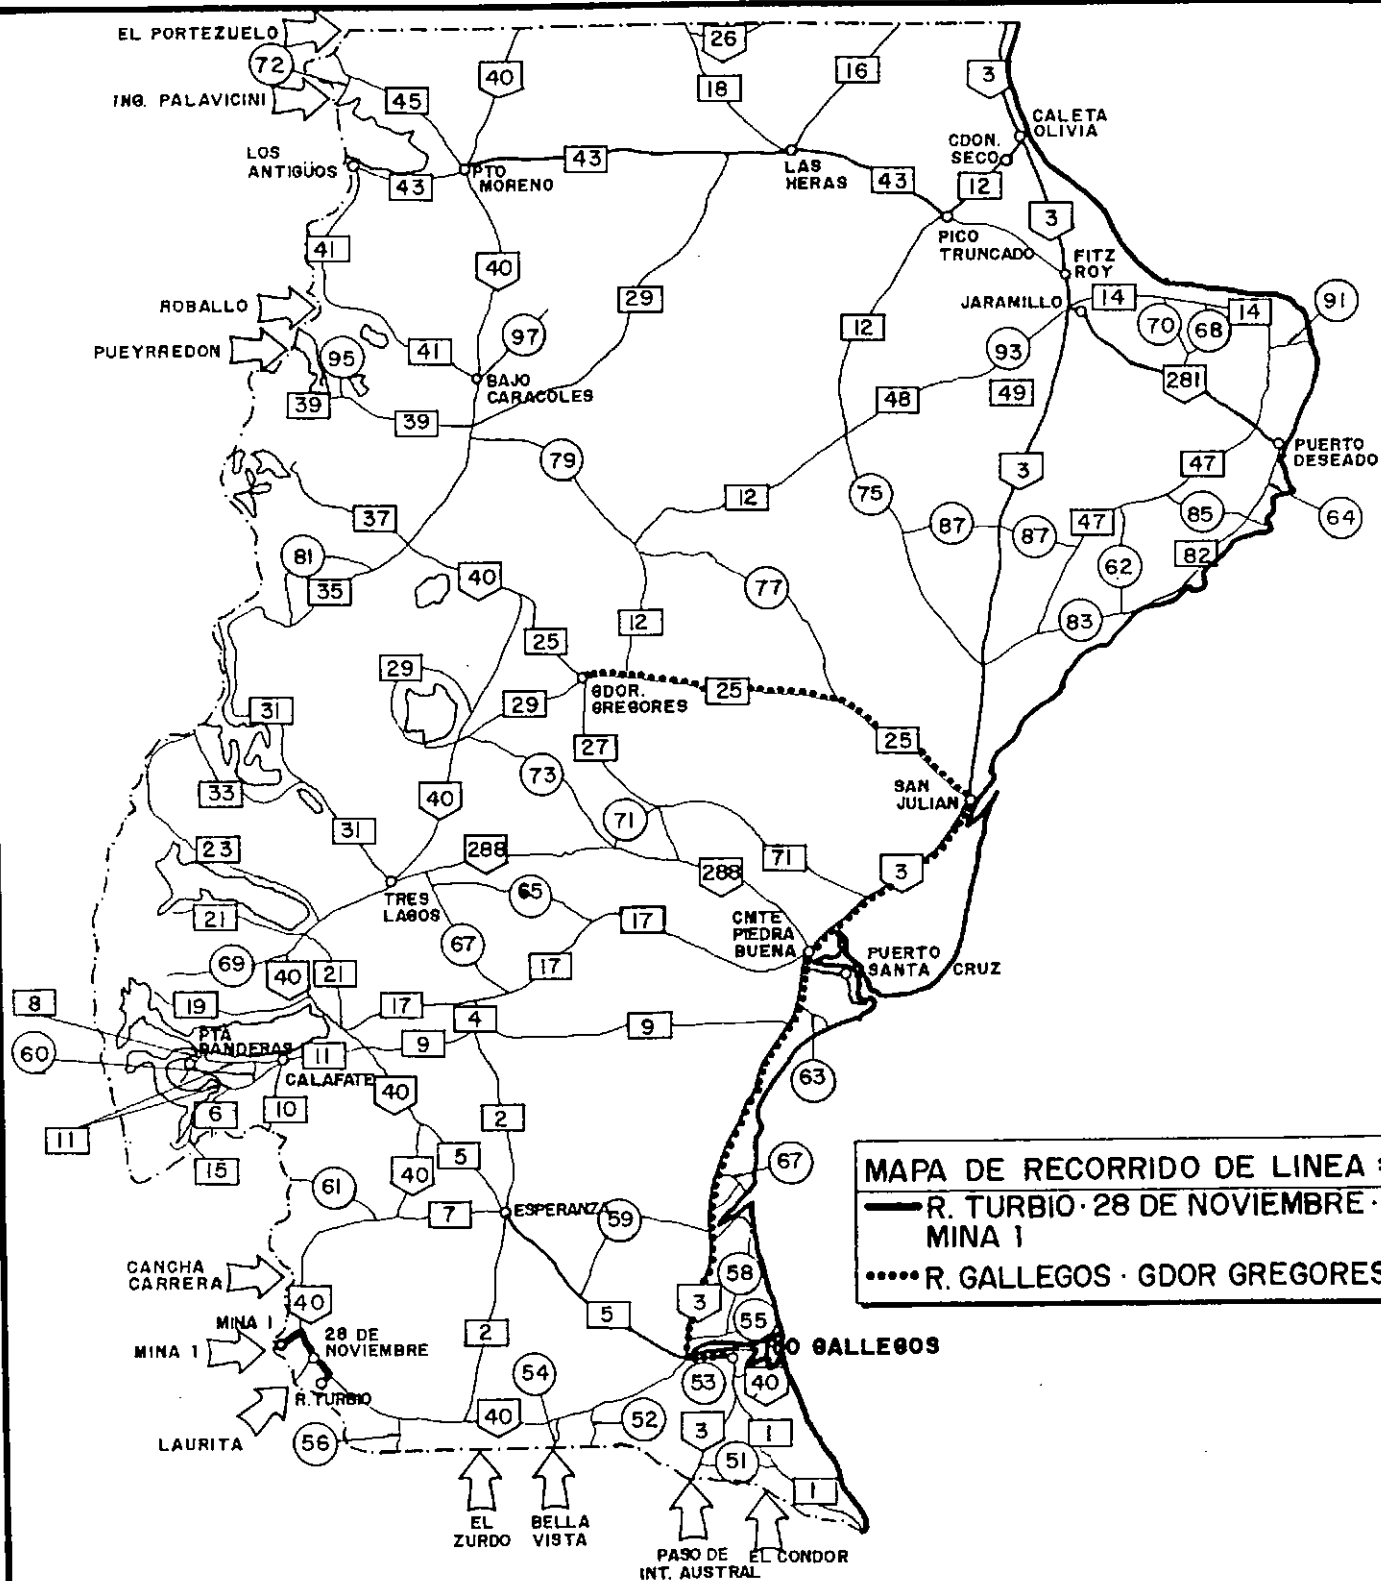 EL PORTEZUELO
72
ING. PALAVICINI
45
40
26
18
16
3
CALETA
OLIVIA
CDON.
SECO
LOS
ANTIGÜOS
43
PTO
MORENO
43
LAS
HERAS
43
12
3
PICO
TRUNCADO
FITZ
ROY
41
40
29
ROBALLO
JARAMILLO
14
14
91
70
68
12
PUEYRREDON
95
41
97
93
281
BAJO
CARACOLES
39
39
48
49
PUERTO
DESEADO
79
3
47
12
75
64
37
87
87
47
85
81
35
40
77
62
82
12
83
25
29
29
GDOR.
GREGORES
25
31
27
25
73
33
40
SAN
JULIAN
31
71
23
288
71
3
288
TRES
LAGOS
65
21
17
CMTE
PIEDRA
BUENA
67
PUERTO
SANTA CRUZ
69
40
21
17
8
19
17
4
9
PTA
BANDERAS
60
11
9
CALAFATE
63
40
6
10
2
11
15
5
40
67
61
7
ESPERANZA
59
MAPA DE RECORRIDO DE LINEA
R. TURBIO · 28 DE NOVIEMBRE ·
MINA 1
R. GALLEGOS · GDOR GREGORES
CANCHA
CARRERA
58
40
3
5
55
MINA 1
28 DE
NOVIEMBRE
2
MINA 1
O GALLEGOS
54
53
40
R. TURBIO
LAURITA
56
40
52
3
1
51
1
EL
ZURDO
BELLA
VISTA
PASO DE
INT. AUSTRAL
EL CONDOR